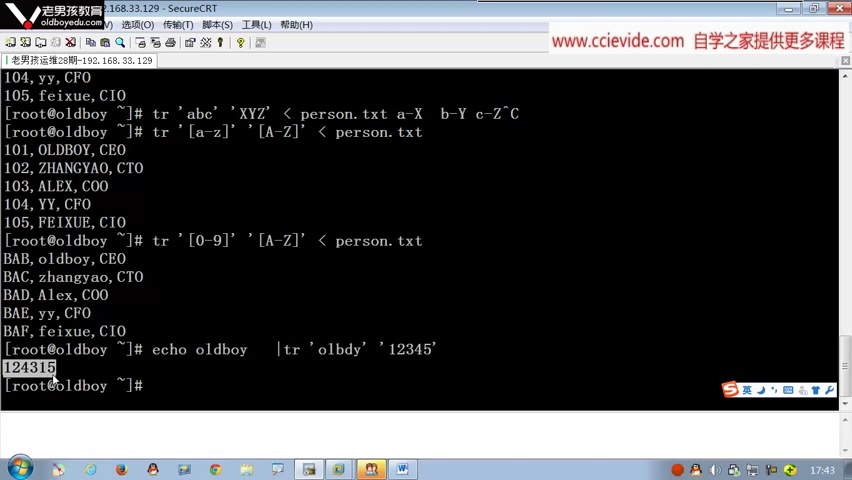 老男孩教育
oldboyedu.com
2.168.33.129 - SecureCRT
选项(O) 传输(T) 脚本(S) 工具(L) 帮助(H)
www.ccievide.com 自学之家提供更多课程
老男孩运维28期-192.168.33.129
104,yy,CFO
105,feixue,CIO
[root@oldboy ~]# tr 'abc' 'XYZ' < person.txt a-X  b-Y c-Z^C
[root@oldboy ~]# tr '[a-z]' '[A-Z]' < person.txt
101,OLDBOY,CEO
102,ZHANGYAO,CTO
103,ALEX,COO
104,YY,CFO
105,FEIXUE,CIO
[root@oldboy ~]# tr '[0-9]' '[A-Z]' < person.txt
BAB,oldboy,CEO
BAC,zhangyao,CTO
BAD,Alex,COO
BAE,yy,CFO
BAF,feixue,CIO
[root@oldboy ~]# echo oldboy   |tr 'olbdy' '12345'
124315
[root@oldboy ~]#
英
17:43